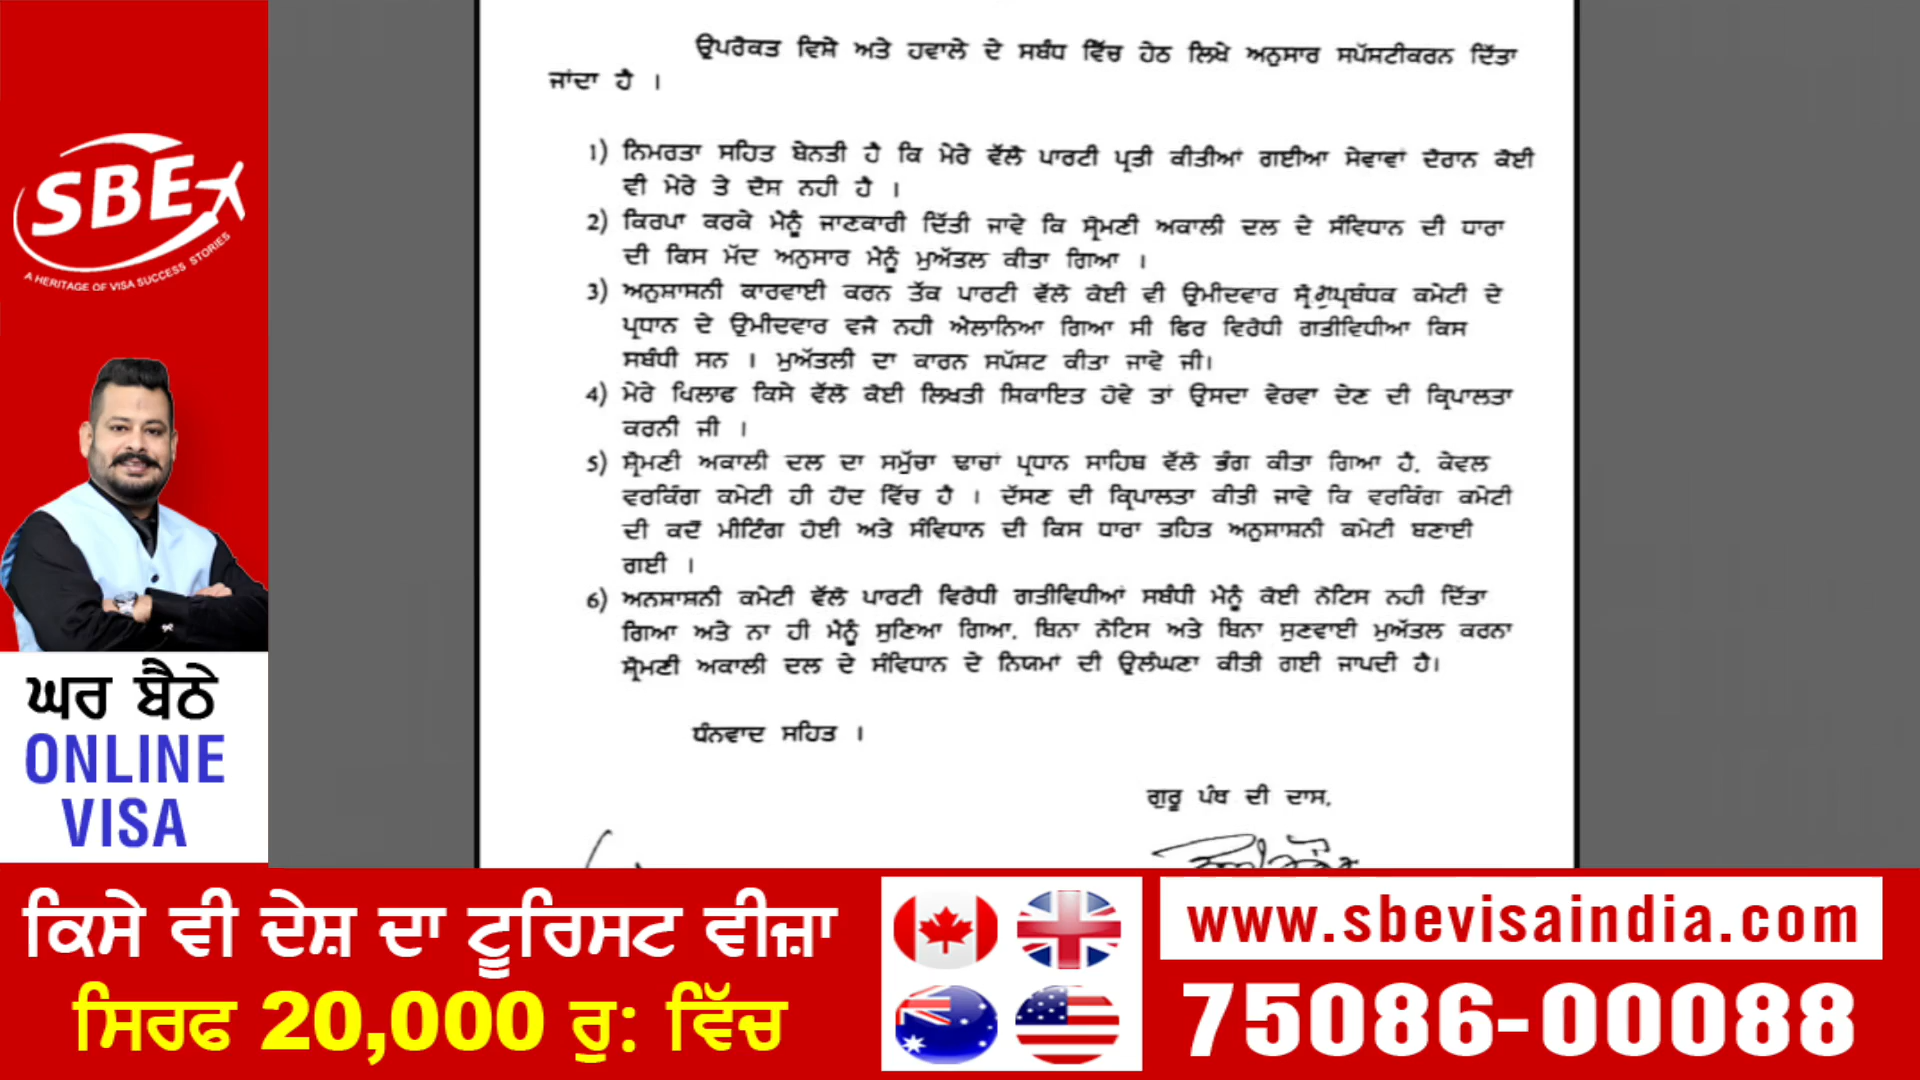 ਉਪਰੋਕਤ ਵਿਸ਼ੇ ਅਤੇ ਹਵਾਲੇ ਦੇ ਸਬੰਧ ਵਿੱਚ ਹੇਠ ਲਿਖੇ ਅਨੁਸਾਰ ਸਪੱਸ਼ਟੀਕਰਨ ਦਿੱਤਾ
ਜਾਂਦਾ ਹੈ ।
1) ਨਿਮਰਤਾ ਸਹਿਤ ਬੇਨਤੀ ਹੈ ਕਿ ਮੇਰੇ ਵੱਲੋ ਪਾਰਟੀ ਪ੍ਰਤੀ ਕੀਤੀਆਂ ਗਈਆ ਸੇਵਾਵਾਂ ਦੋਰਾਨ ਕੋਈ
ਵੀ ਮੇਰੇ ਤੇ ਦੋਸ ਨਹੀ ਹੈ ।
2) ਕਿਰਪਾ ਕਰਕੇ ਮੈਨੂੰ ਜਾਣਕਾਰੀ ਦਿੱਤੀ ਜਾਵੇ ਕਿ ਸ਼੍ਰੋਮਣੀ ਅਕਾਲੀ ਦਲ ਦੇ ਸੰਵਿਧਾਨ ਦੀ ਧਾਰਾ
ਦੀ ਕਿਸ ਮੱਦ ਅਨੁਸਾਰ ਮੈਨੂੰ ਮੁਅੱਤਲ ਕੀਤਾ ਗਿਆ ।
3) ਅਨੁਸ਼ਾਸਨੀ ਕਾਰਵਾਈ ਕਰਨ ਤੱਕ ਪਾਰਟੀ ਵੱਲੋ ਕੋਈ ਵੀ ਉਮੀਦਵਾਰ ਸ਼੍ਰੋ.ਗੁ.ਪ੍ਰਬੰਧਕ ਕਮੇਟੀ ਦੇ
ਪ੍ਰਧਾਨ ਦੇ ਉਮੀਦਵਾਰ ਵਜੋ ਨਹੀ ਐਲਾਨਿਆ ਗਿਆ ਸੀ ਫਿਰ ਵਿਰੋਧੀ ਗਤੀਵਿਧੀਆ ਕਿਸ
ਸਬੰਧੀ ਸਨ । ਮੁਅੱਤਲੀ ਦਾ ਕਾਰਨ ਸਪੱਸ਼ਟ ਕੀਤਾ ਜਾਵੇ ਜੀ।
4) ਮੇਰੇ ਖਿਲਾਫ ਕਿਸੇ ਵੱਲੋ ਕੋਈ ਲਿਖਤੀ ਸਿਕਾਇਤ ਹੋਵੇ ਤਾਂ ਉਸਦਾ ਵੇਰਵਾ ਦੇਣ ਦੀ ਕ੍ਰਿਪਾਲਤਾ
ਕਰਨੀ ਜੀ ।
5) ਸ਼੍ਰੋਮਣੀ ਅਕਾਲੀ ਦਲ ਦਾ ਸਮੁੱਚਾ ਢਾਚਾਂ ਪ੍ਰਧਾਨ ਸਾਹਿਬ ਵੱਲੋ ਭੰਗ ਕੀਤਾ ਗਿਆ ਹੈ, ਕੇਵਲ
ਵਰਕਿੰਗ ਕਮੇਟੀ ਹੀ ਹੋਂਦ ਵਿੱਚ ਹੈ । ਦੱਸਣ ਦੀ ਕ੍ਰਿਪਾਲਤਾ ਕੀਤੀ ਜਾਵੇ ਕਿ ਵਰਕਿੰਗ ਕਮੇਟੀ
ਦੀ ਕਦੋਂ ਮੀਟਿੰਗ ਹੋਈ ਅਤੇ ਸੰਵਿਧਾਨ ਦੀ ਕਿਸ ਧਾਰਾ ਤਹਿਤ ਅਨੁਸ਼ਾਸ਼ਨੀ ਕਮੇਟੀ ਬਣਾਈ
ਗਈ ।
6) ਅਨਸ਼ਾਸ਼ਨੀ ਕਮੇਟੀ ਵੱਲੋ ਪਾਰਟੀ ਵਿਰੋਧੀ ਗਤੀਵਿਧੀਆਂ ਸਬੰਧੀ ਮੈਨੂੰ ਕੋਈ ਨੋਟਿਸ ਨਹੀ ਦਿੱਤਾ
ਗਿਆ ਅਤੇ ਨਾ ਹੀ ਮੈਨੂੰ ਸੁਣਿਆ ਗਿਆ, ਬਿਨਾ ਨੋਟਿਸ ਅਤੇ ਬਿਨਾ ਸੁਣਵਾਈ ਮੁਅੱਤਲ ਕਰਨਾ
ਸ਼੍ਰੋਮਣੀ ਅਕਾਲੀ ਦਲ ਦੇ ਸੰਵਿਧਾਨ ਦੇ ਨਿਯਮਾਂ ਦੀ ਉਲੰਘਣਾ ਕੀਤੀ ਗਈ ਜਾਪਦੀ ਹੈ।
ਧੰਨਵਾਦ ਸਹਿਤ ।
ਗੁਰੂ ਪੰਥ ਦੀ ਦਾਸ,
SBE
A HERITAGE OF VISA SUCCESS STORIES
ਘਰ ਬੈਠੇ
ONLINE
VISA
ਕਿਸੇ ਵੀ ਦੇਸ਼ ਦਾ ਟੂਰਿਸਟ ਵੀਜ਼ਾ
ਸਿਰਫ 20,000 ਰੁ: ਵਿੱਚ
www.sbevisaindia.com
75086-00088